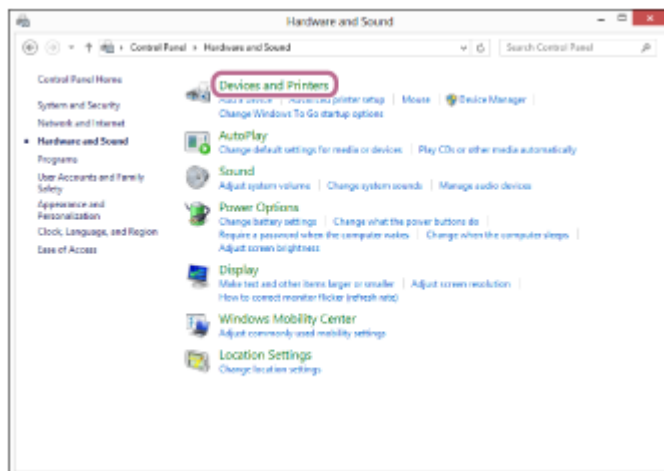 Hardware and Sound
Control Panel Hardware and Sound
Search Control Panel
Control Panel Home
System and Security
Network and Internet
Hardware and Sound
Programs
User Accounts and Family
Safety
Appearance and
Personalization
Clock, Language, and Region
Ease of Access
Devices and Printers
Add a device Advanced printer setup Mouse Device Manager
Change Windows To Go startup options
AutoPlay
Change default settings for media or devices Play CDs or other media automatically
Sound
Adjust system volume Change system sounds Manage audio devices
Power Options
Change battery settings Change what the power buttons do
Require a password when the computer wakes Change when the computer sleeps
Adjust screen brightness
Display
Make text and other items larger or smaller Adjust screen resolution
How to correct monitor flicker (refresh rate)
Windows Mobility Center
Adjust commonly used mobility settings
Location Settings
Change location settings